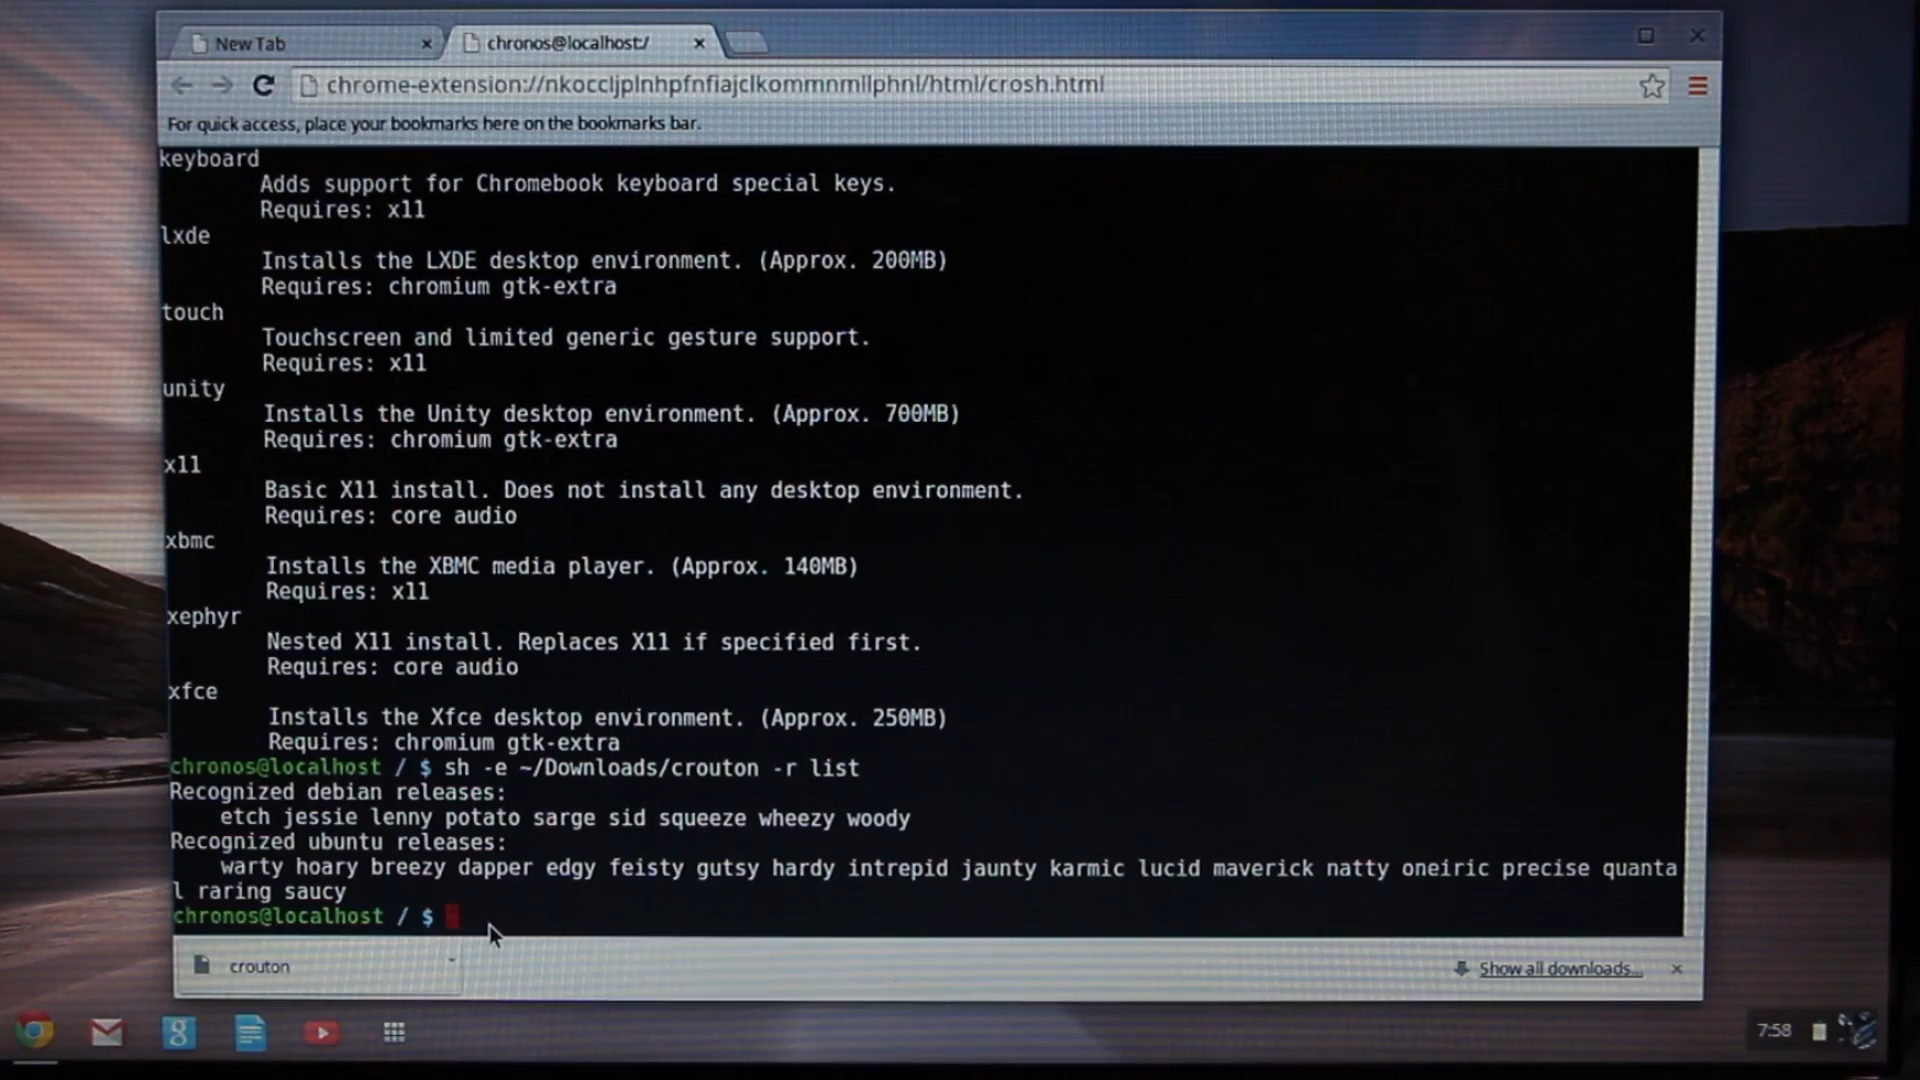 New Tab
chronos@localhost:/
chrome-extension://nkoccljplnhpfnfiajclkommnmllphnl/html/crosh.html
For quick access, place your bookmarks here on the bookmarks bar.
keyboard
Adds support for Chromebook keyboard special keys.
Requires: x11
lxde
Installs the LXDE desktop environment. (Approx. 200MB)
Requires: chromium gtk-extra
touch
Touchscreen and limited generic gesture support.
Requires: x11
unity
Installs the Unity desktop environment. (Approx. 700MB)
Requires: chromium gtk-extra
x11
Basic X11 install. Does not install any desktop environment.
Requires: core audio
xbmc
Installs the XBMC media player. (Approx. 140MB)
Requires: x11
xephyr
Nested X11 install. Replaces X11 if specified first.
Requires: core audio
xfce
Installs the Xfce desktop environment. (Approx. 250MB)
Requires: chromium gtk-extra
chronos@localhost / $ sh -e ~/Downloads/crouton -r list
Recognized debian releases:
etch jessie lenny potato sarge sid squeeze wheezy woody
Recognized ubuntu releases:
warty hoary breezy dapper edgy feisty gutsy hardy intrepid jaunty karmic lucid maverick natty oneiric precise quanta
l raring saucy
chronos@localhost / $
crouton
Show all downloads...
8
7:58